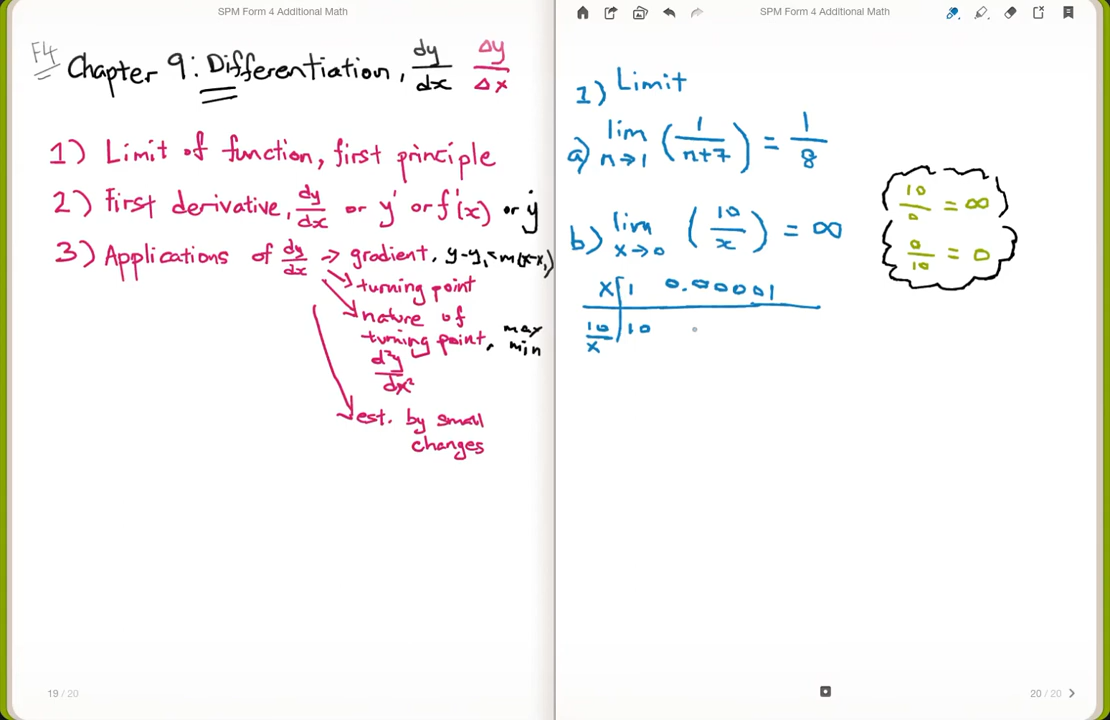 SPM Form 4 Additional Math
F4
Chapter 9: Differentiation, dy/dx Δy/Δx
1) Limit of function, first principle
2) First derivative, dy/dx or y' or f'(x) or ẏ
3) Applications of dy/dx → gradient, y-y₁=m(x-x₁)
→ turning point
→ nature of
turning point, max
min
d²y/dx²
→ est. by small
changes
19 / 20
SPM Form 4 Additional Math
1) Limit
a) lim n→1 (1/(n+7)) = 1/8
b) lim x→0 (10/x) = ∞
x | 1 0.00001
10/x | 10
10/0 = ∞
0/10 = 0
20 / 20